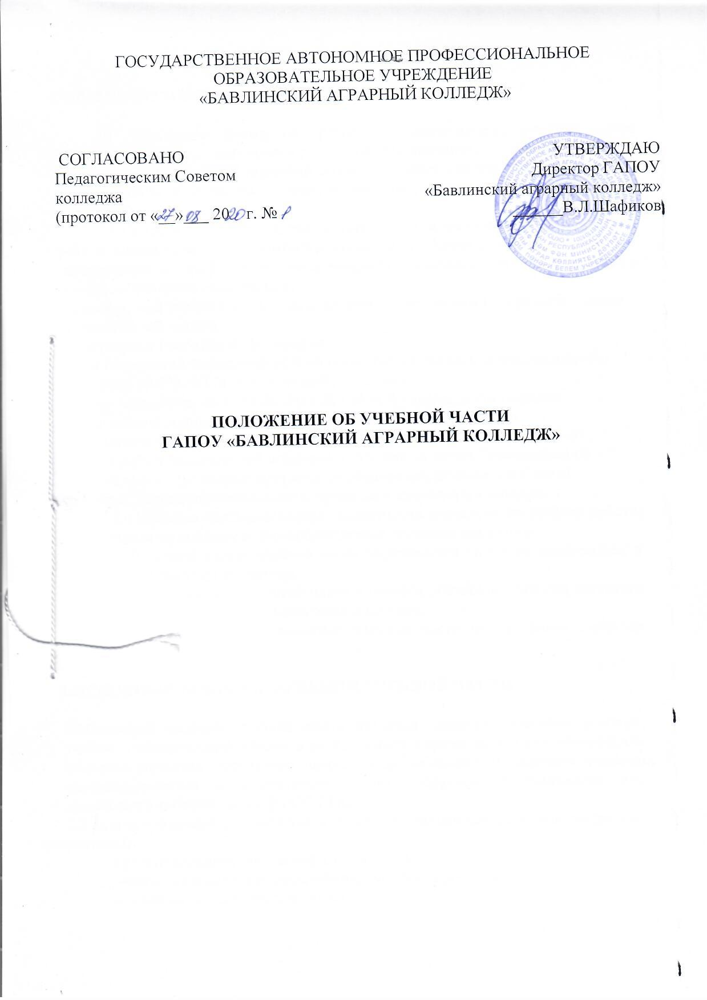 ГОСУДАРСТВЕННОЕ АВТОНОМНОЕ ПРОФЕССИОНАЛЬНОЕ
ОБРАЗОВАТЕЛЬНОЕ УЧРЕЖДЕНИЕ
«БАВЛИНСКИЙ АГРАРНЫЙ КОЛЛЕДЖ»
СОГЛАСОВАНО
Педагогическим Советом
колледжа
(протокол от «27» 08 2020 г. № 1
УТВЕРЖДАЮ
Директор ГАПОУ
«Бавлинский аграрный колледж»
______В.Л.Шафиков
ПОЛОЖЕНИЕ ОБ УЧЕБНОЙ ЧАСТИ
ГАПОУ «БАВЛИНСКИЙ АГРАРНЫЙ КОЛЛЕДЖ»